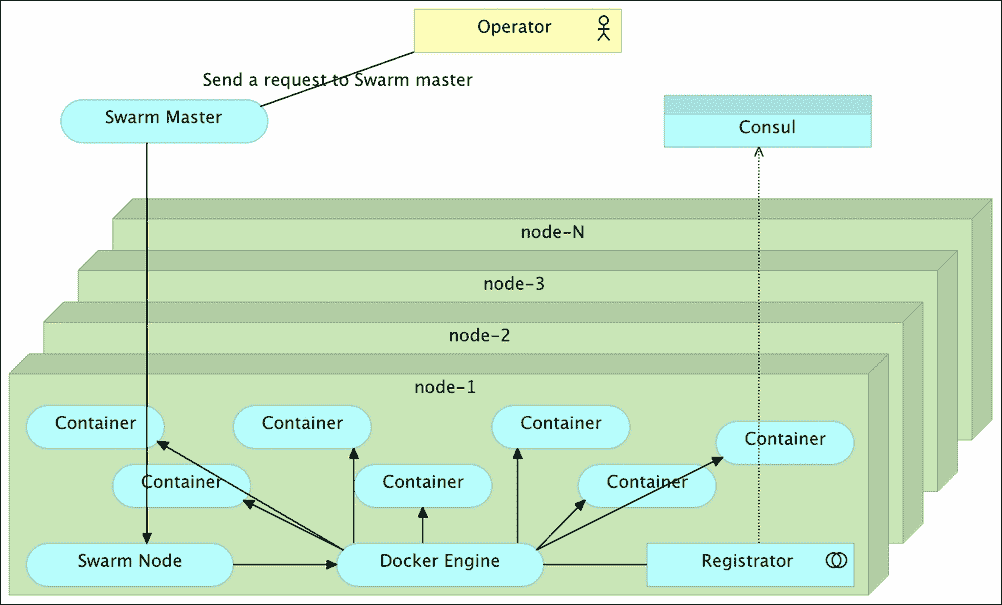 Operator
Send a request to Swarm master
Swarm Master
Consul
node-N
node-3
node-2
node-1
Container
Container
Container
Container
Container
Container
Container
Swarm Node
Docker Engine
Registrator